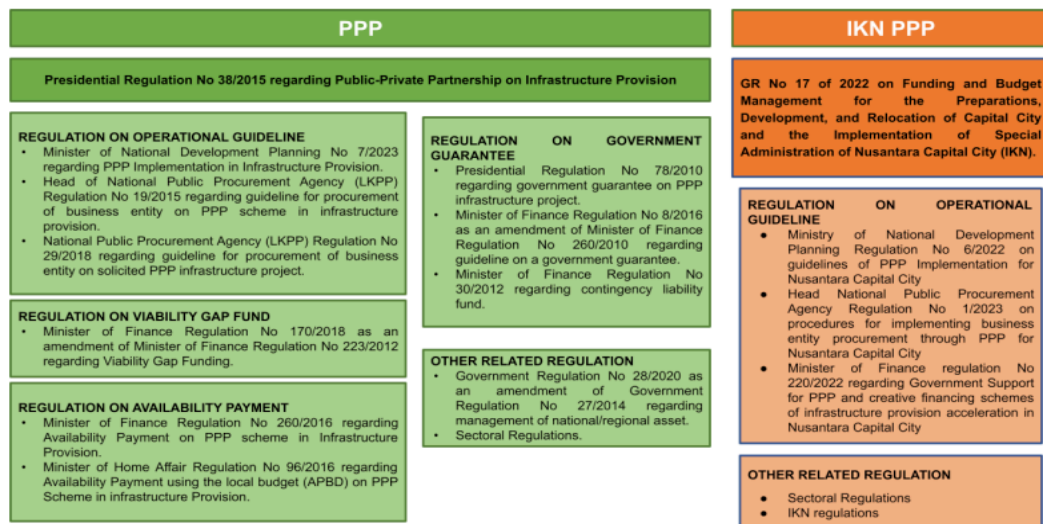 PPP
Presidential Regulation No 38/2015 regarding Public-Private Partnership on Infrastructure Provision
REGULATION ON OPERATIONAL GUIDELINE
• Minister of National Development Planning No 7/2023
regarding PPP Implementation in Infrastructure Provision.
• Head of National Public Procurement Agency (LKPP)
Regulation No 19/2015 regarding guideline for procurement
of business entity on PPP scheme in infrastructure
provision.
• National Public Procurement Agency (LKPP) Regulation No
29/2018 regarding guideline for procurement of business
entity on solicited PPP infrastructure project.
REGULATION ON VIABILITY GAP FUND
• Minister of Finance Regulation No 170/2018 as an
amendment of Minister of Finance Regulation No 223/2012
regarding Viability Gap Funding.
REGULATION ON AVAILABILITY PAYMENT
• Minister of Finance Regulation No 260/2016 regarding
Availability Payment on PPP scheme in Infrastructure
Provision.
• Minister of Home Affair Regulation No 96/2016 regarding
Availability Payment using the local budget (APBD) on PPP
Scheme in infrastructure Provision.
REGULATION ON GOVERNMENT
GUARANTEE
• Presidential Regulation No 78/2010
regarding government guarantee on PPP
infrastructure project.
• Minister of Finance Regulation No 8/2016
as an amendment of Minister of Finance
Regulation No 260/2010 regarding
guideline on a government guarantee.
• Minister of Finance Regulation No
30/2012 regarding contingency liability
fund.
OTHER RELATED REGULATION
• Government Regulation No 28/2020 as
an amendment of Government
Regulation No 27/2014 regarding
management of national/regional asset.
• Sectoral Regulations.
IKN PPP
GR No 17 of 2022 on Funding and Budget
Management for the Preparations,
Development, and Relocation of Capital City
and the Implementation of Special
Administration of Nusantara Capital City (IKN).
REGULATION ON OPERATIONAL
GUIDELINE
● Ministry of National Development
Planning Regulation No 6/2022 on
guidelines of PPP Implementation for
Nusantara Capital City
● Head National Public Procurement
Agency Regulation No 1/2023 on
procedures for implementing business
entity procurement through PPP for
Nusantara Capital City
● Minister of Finance regulation No
220/2022 regarding Government Support
for PPP and creative financing schemes
of infrastructure provision acceleration in
Nusantara Capital City
OTHER RELATED REGULATION
● Sectoral Regulations
● IKN regulations